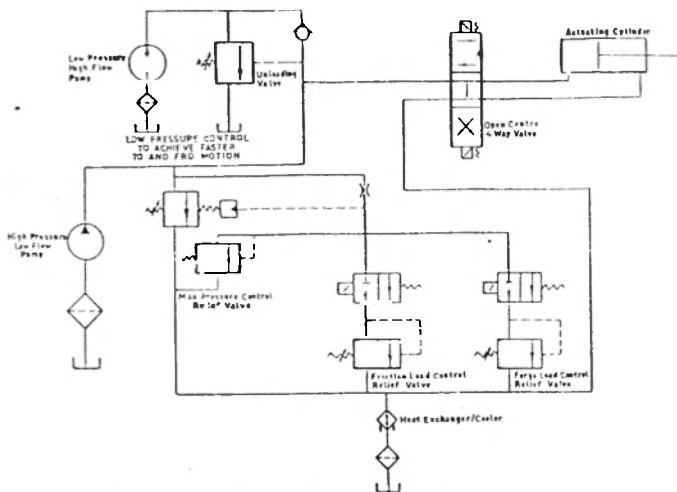 Low Pressure
High Flow
Pump
Unloading
Valve
LOW PRESSURE CONTROL
TO ACHIEVE FASTER
TO AND FRO MOTION
Actuating Cylinder
Open Centre
4 Way Valve
High Pressure
Low Flow
Pump
Max Pressure Control
Relief Valve
Friction Load Control
Relief Valve
Forge Load Control
Relief Valve
Heat Exchanger/Cooler